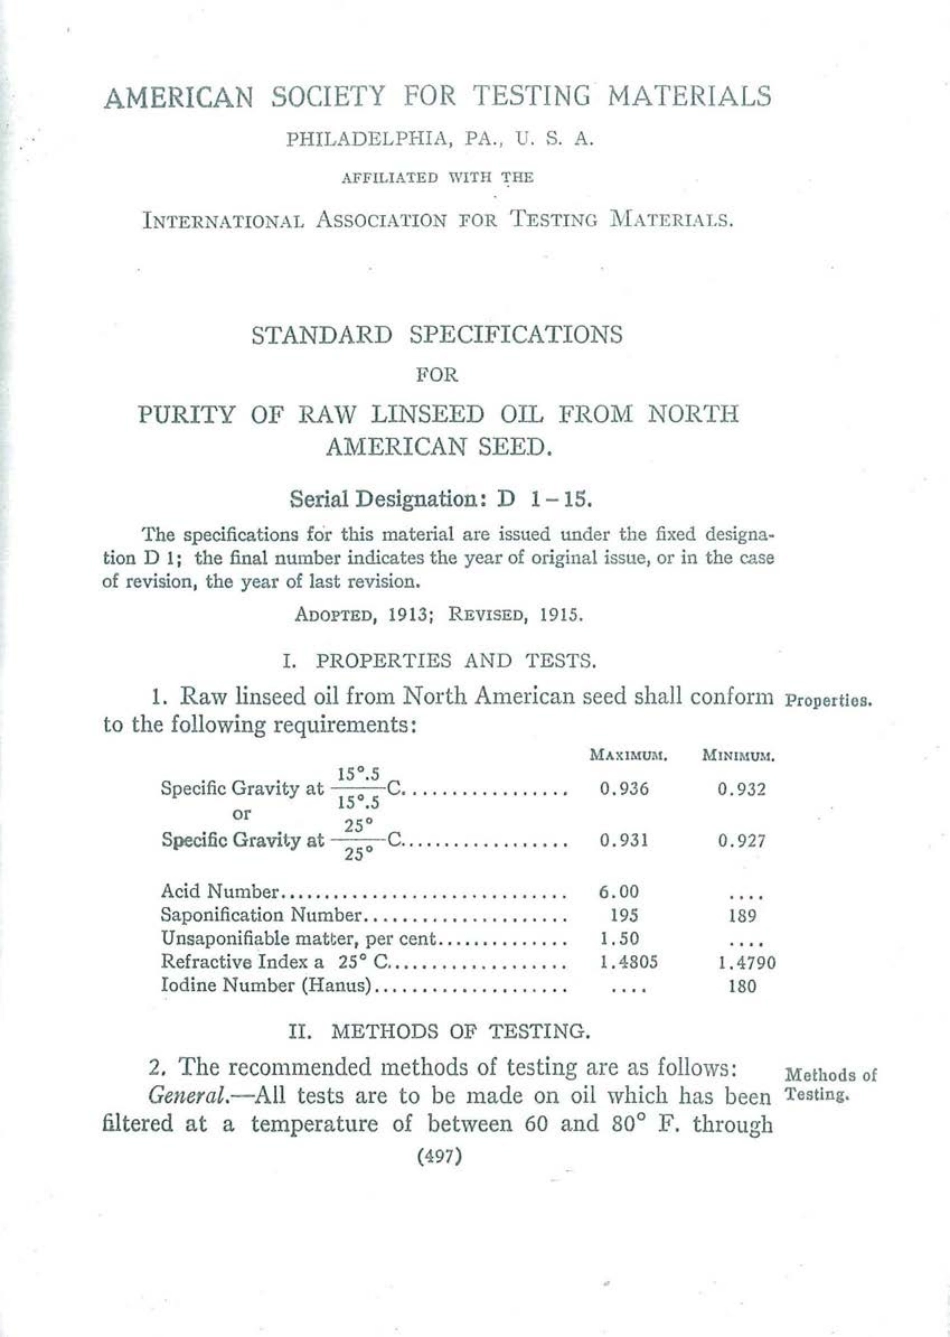 AMERICAN SOCIETY FOR TESTING MATERIALS
PHILADELPHIA, PA., U. S. A.
AFFILIATED WITH THE
INTERNATIONAL ASSOCIATION FOR TESTING MATERIALS.
STANDARD SPECIFICATIONS
FOR
PURITY OF RAW LINSEED OIL FROM NORTH
AMERICAN SEED.
Serial Designation: D 1-15.
The specifications for this material are issued under the fixed designa-
tion D 1; the final number indicates the year of original issue, or in the case
of revision, the year of last revision.
ADOPTED, 1913; REVISED, 1915.
I. PROPERTIES AND TESTS.
1. Raw linseed oil from North American seed shall conform Properties.
to the following requirements:
MAXIMUM. MINIMUM.
Specific Gravity at 15°.5/15°.5 C. ................ 0.936 0.932
or
Specific Gravity at 25°/25° C.................. 0.931 0.927
Acid Number............................. 6.00 ....
Saponification Number..................... 195 189
Unsaponifiable matter, per cent.............. 1.50 ....
Refractive Index a 25° C................... 1.4805 1.4790
Iodine Number (Hanus).................... .... 180
II. METHODS OF TESTING.
2. The recommended methods of testing are as follows: Methods of
General.—All tests are to be made on oil which has been Testing.
filtered at a temperature of between 60 and 80° F. through
(497)